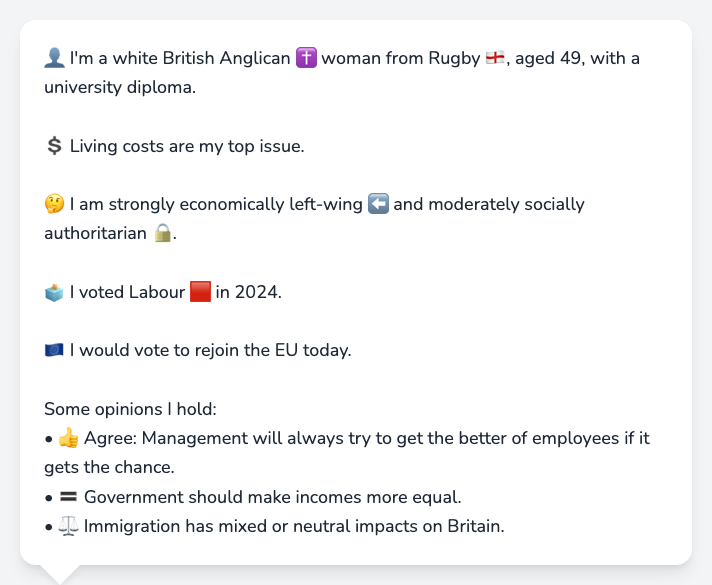 👤 I'm a white British Anglican ✝️ woman from Rugby 🏴󠁧󠁢󠁥󠁮󠁧󠁿, aged 49, with a
university diploma.
💲 Living costs are my top issue.
🤔 I am strongly economically left-wing ⬅️ and moderately socially
authoritarian 🔒.
🗳️ I voted Labour 🟥 in 2024.
🇪🇺 I would vote to rejoin the EU today.
Some opinions I hold:
• 👍 Agree: Management will always try to get the better of employees if it
gets the chance.
• 🟰 Government should make incomes more equal.
• ⚖️ Immigration has mixed or neutral impacts on Britain.